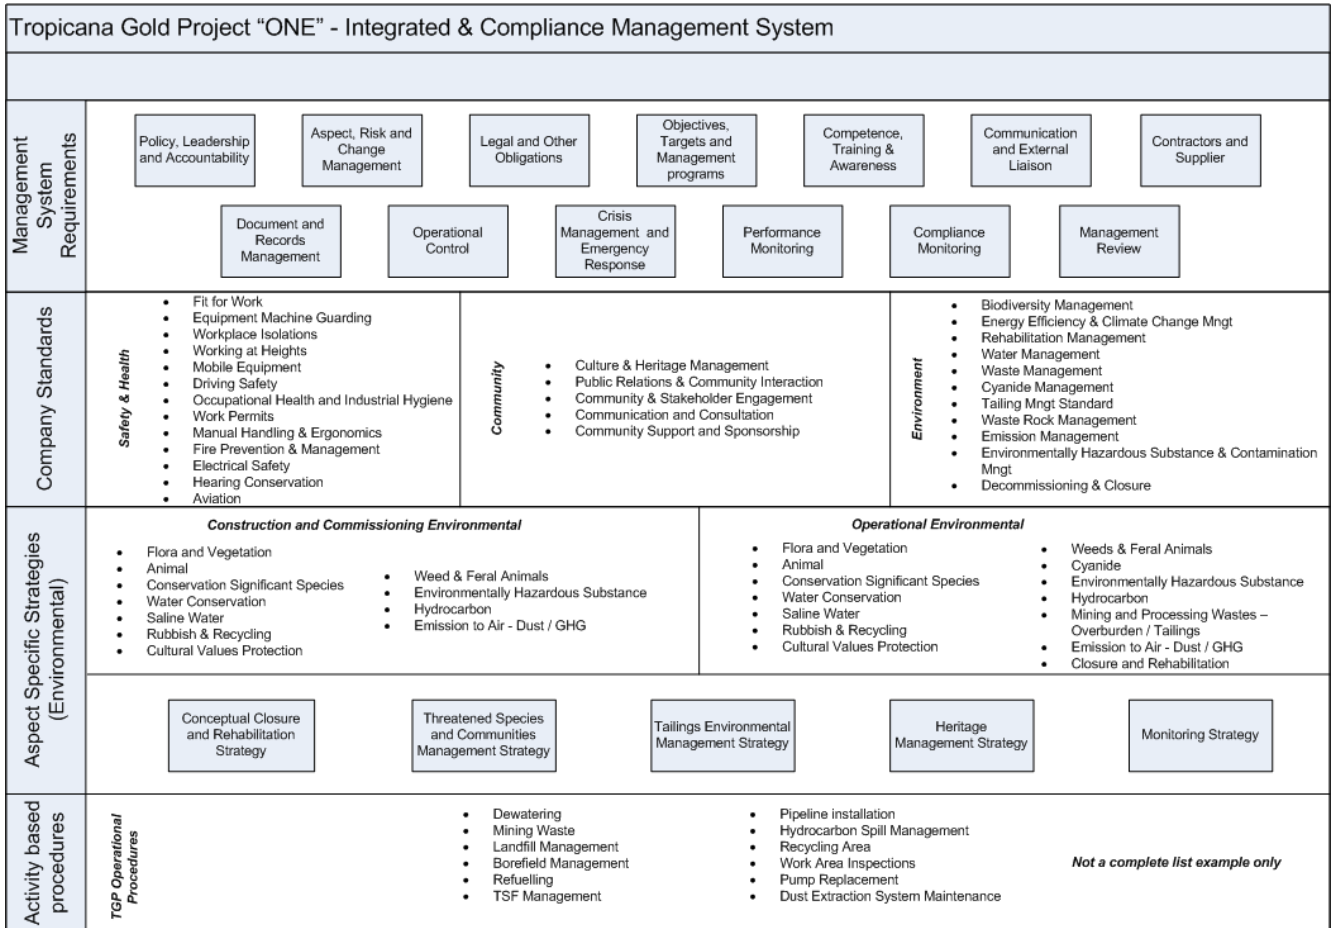 Tropicana Gold Project “ONE” - Integrated & Compliance Management System
Management
System
Requirements
Policy, Leadership
and Accountability
Aspect, Risk and
Change
Management
Legal and Other
Obligations
Objectives,
Targets and
Management
programs
Competence,
Training &
Awareness
Communication
and External
Liaison
Contractors and
Supplier
Document and
Records
Management
Operational
Control
Crisis
Management and
Emergency
Response
Performance
Monitoring
Compliance
Monitoring
Management
Review
Company Standards
Safety & Health
• Fit for Work
• Equipment Machine Guarding
• Workplace Isolations
• Working at Heights
• Mobile Equipment
• Driving Safety
• Occupational Health and Industrial Hygiene
• Work Permits
• Manual Handling & Ergonomics
• Fire Prevention & Management
• Electrical Safety
• Hearing Conservation
• Aviation
Community
• Culture & Heritage Management
• Public Relations & Community Interaction
• Community & Stakeholder Engagement
• Communication and Consultation
• Community Support and Sponsorship
Environment
• Biodiversity Management
• Energy Efficiency & Climate Change Mngt
• Rehabilitation Management
• Water Management
• Waste Management
• Cyanide Management
• Tailing Mngt Standard
• Waste Rock Management
• Emission Management
• Environmentally Hazardous Substance & Contamination
Mngt
• Decommissioning & Closure
Aspect Specific Strategies
(Environmental)
Construction and Commissioning Environmental
• Flora and Vegetation
• Animal
• Conservation Significant Species
• Water Conservation
• Saline Water
• Rubbish & Recycling
• Cultural Values Protection
• Weed & Feral Animals
• Environmentally Hazardous Substance
• Hydrocarbon
• Emission to Air - Dust / GHG
Operational Environmental
• Flora and Vegetation
• Animal
• Conservation Significant Species
• Water Conservation
• Saline Water
• Rubbish & Recycling
• Cultural Values Protection
• Weeds & Feral Animals
• Cyanide
• Environmentally Hazardous Substance
• Hydrocarbon
• Mining and Processing Wastes –
Overburden / Tailings
• Emission to Air - Dust / GHG
• Closure and Rehabilitation
Conceptual Closure
and Rehabilitation
Strategy
Threatened Species
and Communities
Management Strategy
Tailings Environmental
Management Strategy
Heritage
Management Strategy
Monitoring Strategy
Activity based
procedures
TGP Operational
Procedures
• Dewatering
• Mining Waste
• Landfill Management
• Borefield Management
• Refuelling
• TSF Management
• Pipeline installation
• Hydrocarbon Spill Management
• Recycling Area
• Work Area Inspections
• Pump Replacement
• Dust Extraction System Maintenance
Not a complete list example only